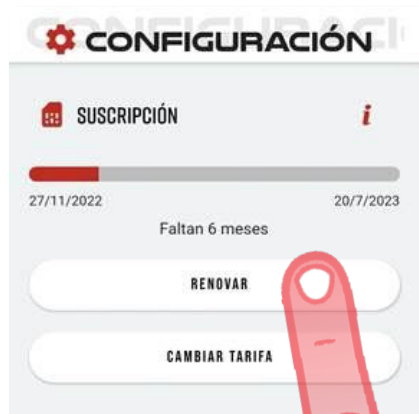 CONFIGURACIÓN
SUSCRIPCIÓN
i
27/11/2022 20/7/2023
Faltan 6 meses
RENOVAR
CAMBIAR TARIFA